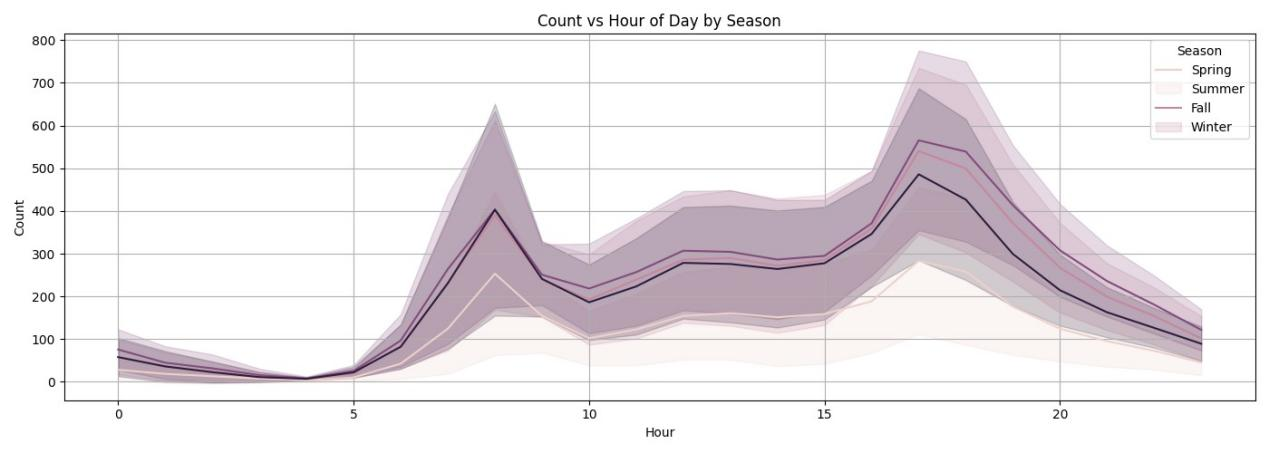 Count vs Hour of Day by Season
800
700
600
500
400
300
200
100
0
Count
0 5 10 15 20
Hour
Season
Spring
Summer
Fall
Winter